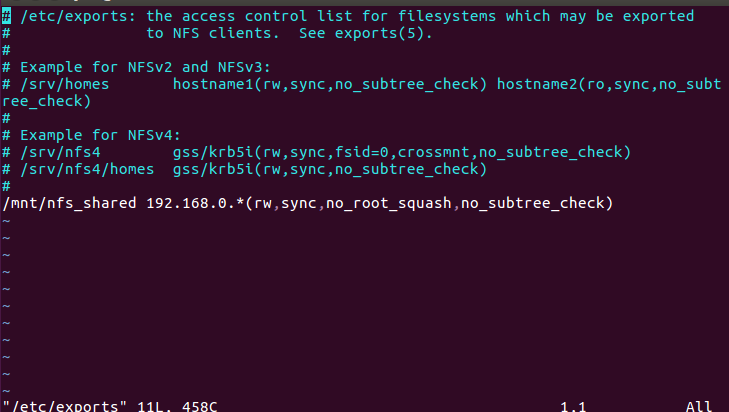 # /etc/exports: the access control list for filesystems which may be exported
#               to NFS clients.  See exports(5).
#
# Example for NFSv2 and NFSv3:
# /srv/homes       hostname1(rw,sync,no_subtree_check) hostname2(ro,sync,no_subt
ree_check)
#
# Example for NFSv4:
# /srv/nfs4        gss/krb5i(rw,sync,fsid=0,crossmnt,no_subtree_check)
# /srv/nfs4/homes  gss/krb5i(rw,sync,no_subtree_check)
#
/mnt/nfs_shared 192.168.0.*(rw,sync,no_root_squash,no_subtree_check)
~
~
~
~
~
~
~
~
~
~
~
"/etc/exports" 11L, 458C                                      1,1           All